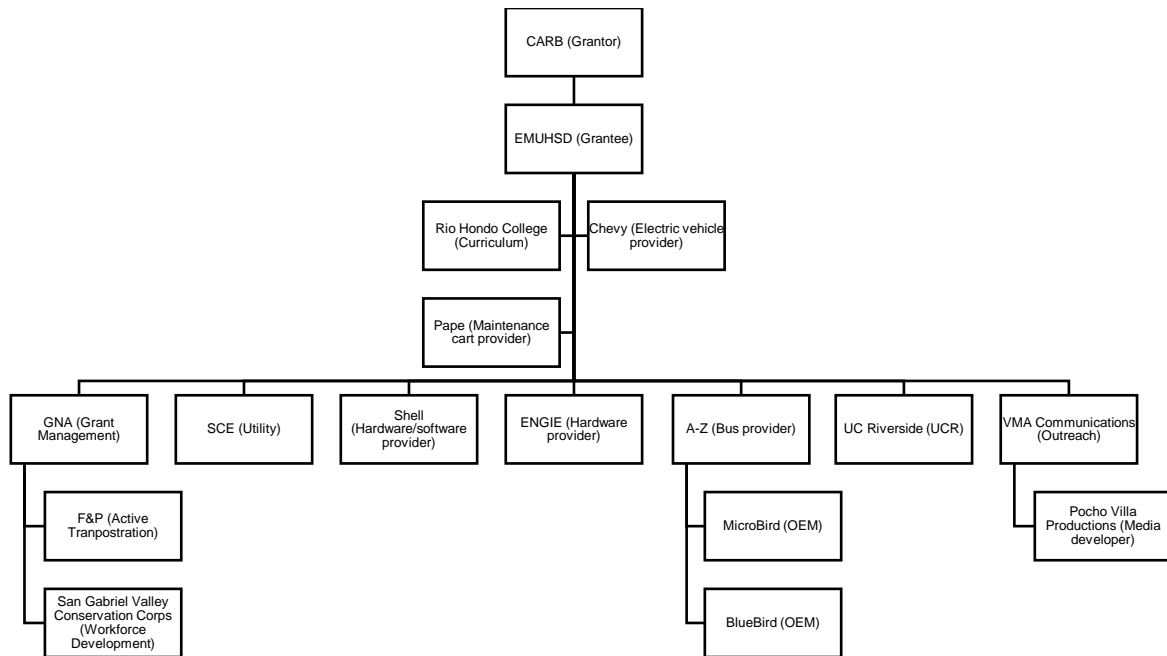 CARB (Grantor)
EMUHSD (Grantee)
Rio Hondo College
(Curriculum)
Chevy (Electric vehicle
provider)
Pape (Maintenance
cart provider)
GNA (Grant
Management)
SCE (Utility)
Shell
(Hardware/software
provider)
ENGIE (Hardware
provider)
A-Z (Bus provider)
UC Riverside (UCR)
VMA Communications
(Outreach)
F&P (Active
Tranpostration)
MicroBird (OEM)
Pocho Villa
Productions (Media
developer)
San Gabriel Valley
Conservation Corps
(Workforce
Development)
BlueBird (OEM)